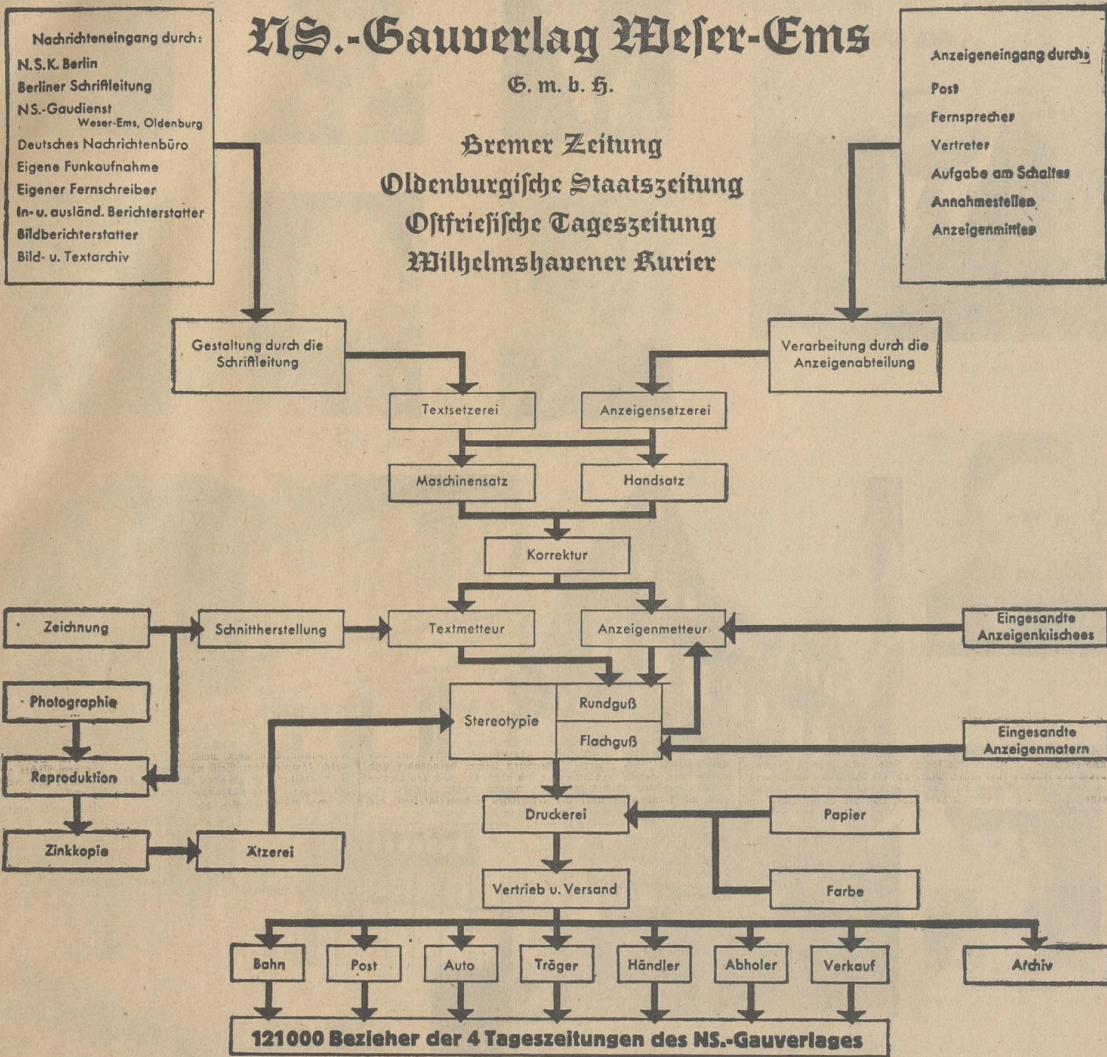 NS.-Gauverlag Weser-Ems
G. m. b. H.
Bremer Zeitung
Oldenburgische Staatszeitung
Ostfriesische Tageszeitung
Wilhelmshavener Kurier
Nachrichteneingang durch:
N.S.K. Berlin
Berliner Schriftleitung
NS.-Gaudienst
Weser-Ems, Oldenburg
Deutsches Nachrichtenbüro
Eigene Funkaufnahme
Eigener Fernschreiber
In- u. ausländ. Berichterstatter
Bildberichterstatter
Bild- u. Textarchiv
Anzeigeneingang durch:
Post
Fernsprecher
Vertreter
Aufgabe am Schalter
Annahmestellen
Anzeigenmittler
Gestaltung durch die
Schriftleitung
Verarbeitung durch die
Anzeigenabteilung
Textsetzerei
Anzeigensetzerei
Maschinensatz
Handsatz
Korrektur
Zeichnung
Schnittherstellung
Textmetteur
Anzeigenmetteur
Eingesandte
Anzeigenklischees
Photographie
Stereotypie
Rundguß
Flachguß
Eingesandte
Anzeigenmatern
Reproduktion
Druckerei
Papier
Zinkkopie
Ätzerei
Vertrieb u. Versand
Farbe
Bahn
Post
Auto
Träger
Händler
Abholer
Verkauf
Archiv
121000 Bezieher der 4 Tageszeitungen des NS.-Gauverlages